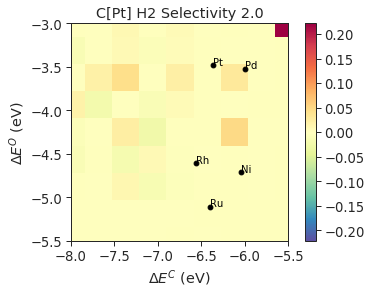 C[Pt] H2 Selectivity 2.0
−3.0
−3.5
−4.0
−4.5
−5.0
−5.5
ΔE^O (eV)
Pt
Pd
Rh
Ni
Ru
−8.0 −7.5 −7.0 −6.5 −6.0 −5.5
ΔE^C (eV)
0.20
0.15
0.10
0.05
0.00
−0.05
−0.10
−0.15
−0.20